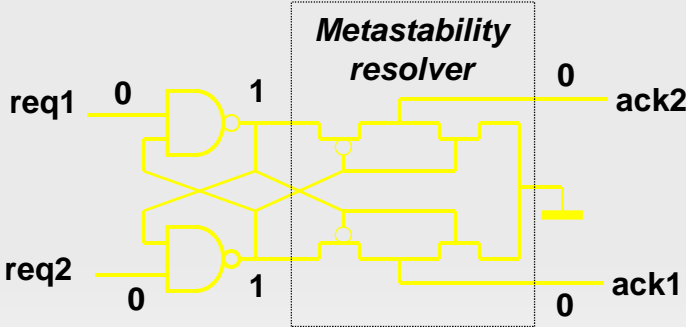 Metastability
resolver
0
1
0
req1
ack2
req2
0
1
0
ack1